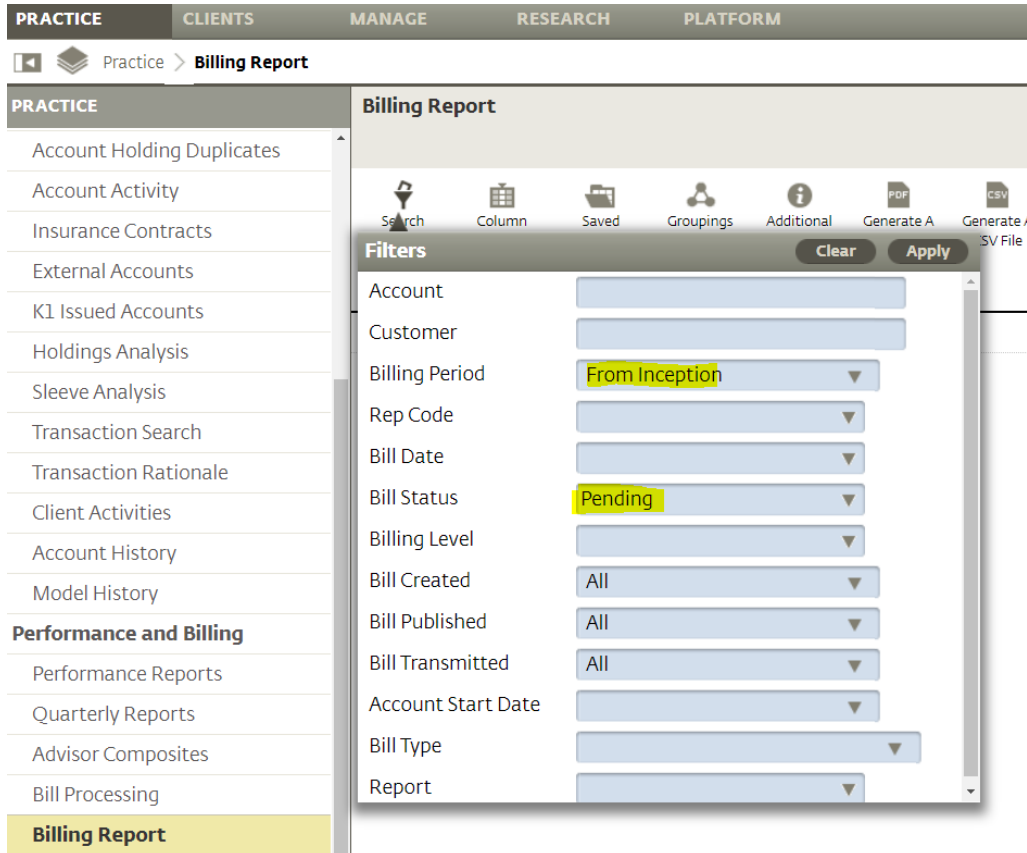 PRACTICE CLIENTS MANAGE RESEARCH PLATFORM
Practice > Billing Report
PRACTICE
Account Holding Duplicates
Account Activity
Insurance Contracts
External Accounts
K1 Issued Accounts
Holdings Analysis
Sleeve Analysis
Transaction Search
Transaction Rationale
Client Activities
Account History
Model History
Performance and Billing
Performance Reports
Quarterly Reports
Advisor Composites
Bill Processing
Billing Report
Billing Report
PDF CSV
Search Column Saved Groupings Additional Generate A Generate A
SV File
Filters Clear Apply
Account
Customer
Billing Period From Inception
Rep Code
Bill Date
Bill Status Pending
Billing Level
Bill Created All
Bill Published All
Bill Transmitted All
Account Start Date
Bill Type
Report